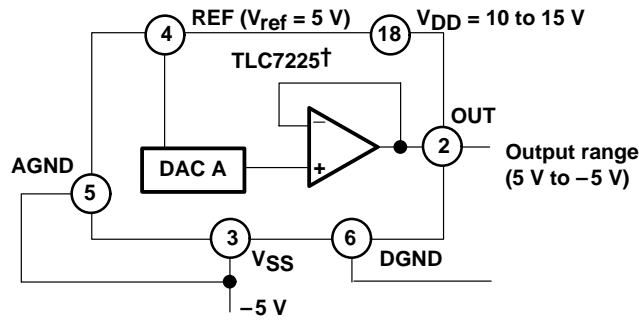 REF (Vref = 5 V)
VDD = 10 to 15 V
4
18
TLC7225†
–
+
DAC A
OUT
2
Output range
(5 V to –5 V)
AGND
5
3
VSS
6
DGND
–5 V